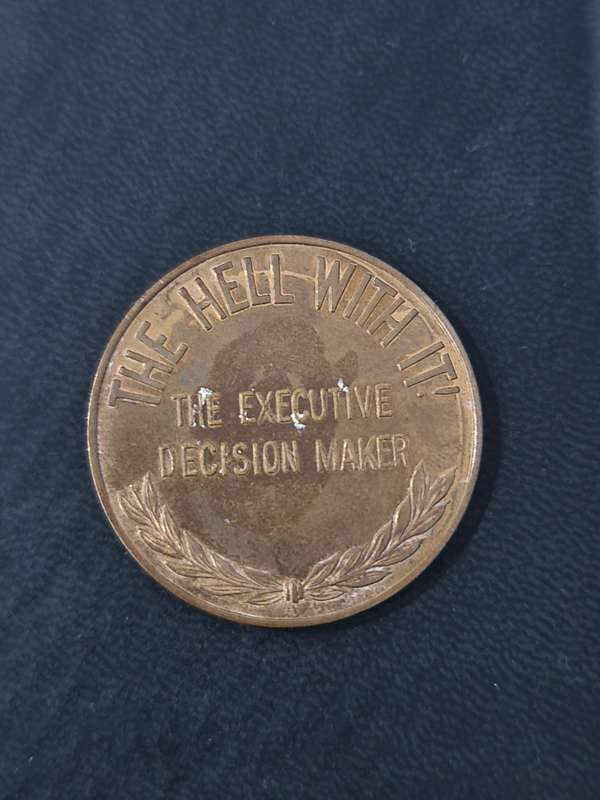 THE HELL WITH IT!
THE EXECUTIVE
DECISION MAKER